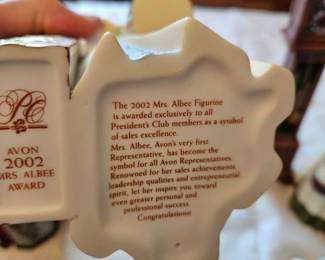 PC
AVON
2002
MRS. ALBEE
AWARD
The 2002 Mrs. Albee Figurine
is awarded exclusively to all
President's Club members as a symbol
of sales excellence.
Mrs. Albee, Avon's very first
Representative, has become the
symbol for all Avon Representatives.
Renowned for her sales achievements,
leadership qualities and entrepreneurial
spirit, let her inspire you toward
even greater personal and
professional success.
Congratulations!